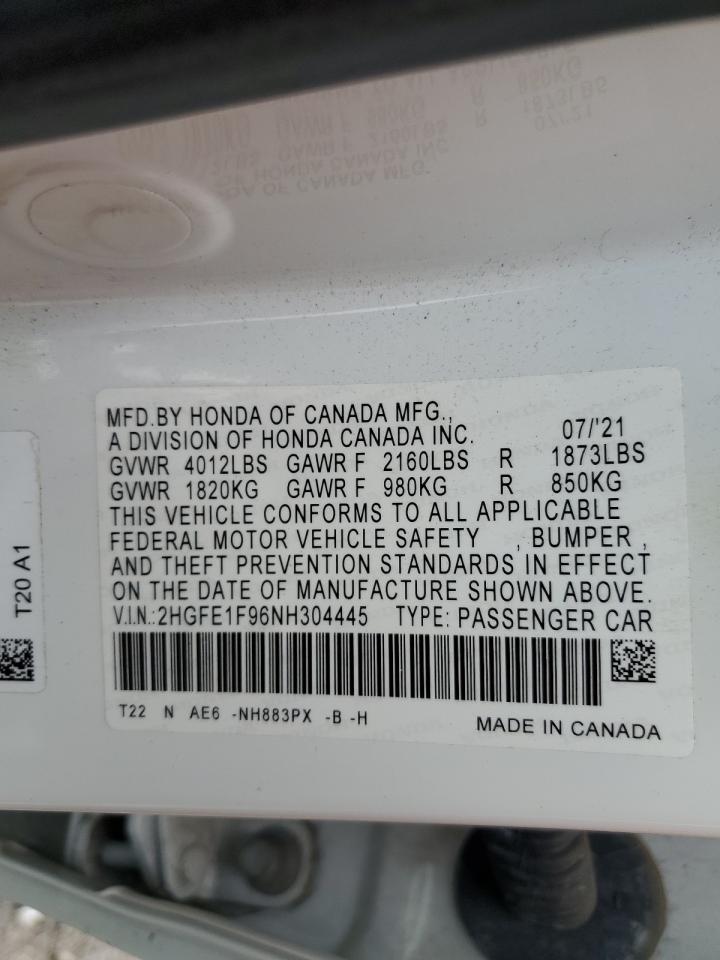 MFD.BY HONDA OF CANADA MFG.,
A DIVISION OF HONDA CANADA INC. 07/'21
GVWR 4012LBS GAWR F 2160LBS R 1873LBS
GVWR 1820KG GAWR F 980KG R 850KG
THIS VEHICLE CONFORMS TO ALL APPLICABLE
FEDERAL MOTOR VEHICLE SAFETY , BUMPER ,
AND THEFT PREVENTION STANDARDS IN EFFECT
ON THE DATE OF MANUFACTURE SHOWN ABOVE.
V.I.N.:2HGFE1F96NH304445 TYPE: PASSENGER CAR
T22 N AE6 -NH883PX -B -H MADE IN CANADA
T20 A1